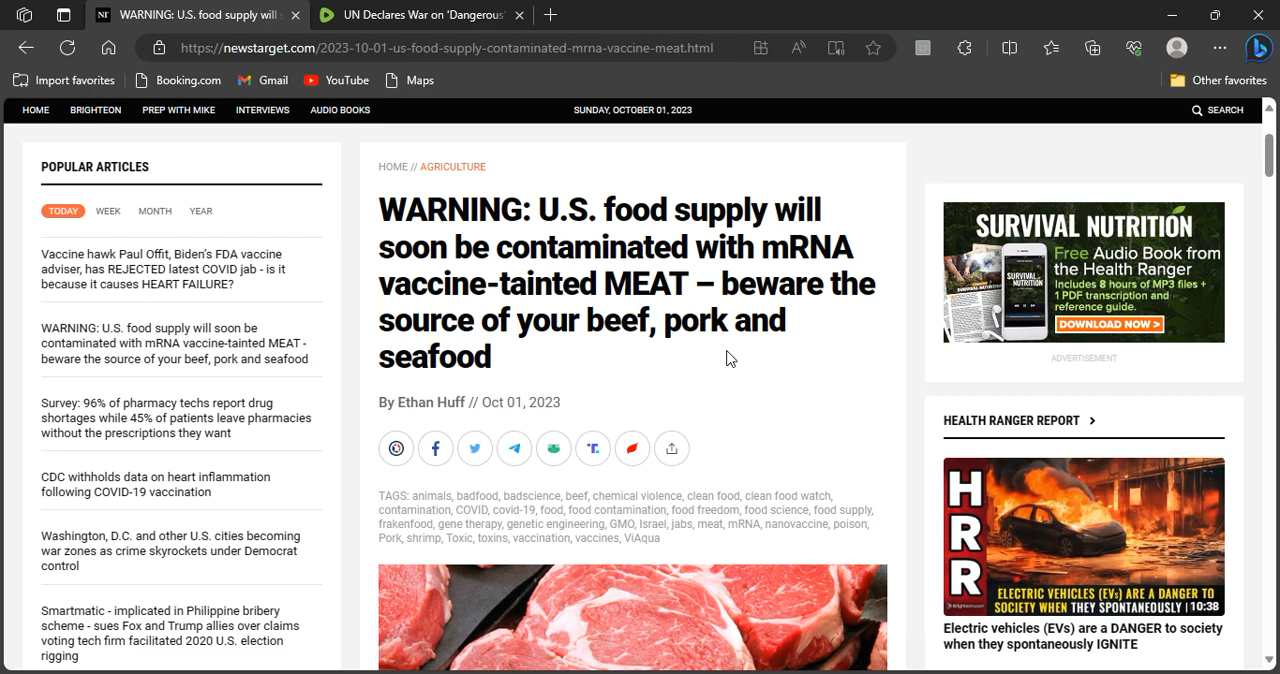 NT WARNING: U.S. food supply will
UN Declares War on 'Dangerous'
https://newstarget.com/2023-10-01-us-food-supply-contaminated-mrna-vaccine-meat.html
Import favorites
Booking.com
Gmail
YouTube
Maps
Other favorites
HOME
BRIGHTEON
PREP WITH MIKE
INTERVIEWS
AUDIO BOOKS
SUNDAY, OCTOBER 01, 2023
SEARCH
POPULAR ARTICLES
TODAY
WEEK
MONTH
YEAR
Vaccine hawk Paul Offit, Biden's FDA vaccine
adviser, has REJECTED latest COVID jab - is it
because it causes HEART FAILURE?
WARNING: U.S. food supply will soon be
contaminated with mRNA vaccine-tainted MEAT -
beware the source of your beef, pork and seafood
Survey: 96% of pharmacy techs report drug
shortages while 45% of patients leave pharmacies
without the prescriptions they want
CDC withholds data on heart inflammation
following COVID-19 vaccination
Washington, D.C. and other U.S. cities becoming
war zones as crime skyrockets under Democrat
control
Smartmatic - implicated in Philippine bribery
scheme - sues Fox and Trump allies over claims
voting tech firm facilitated 2020 U.S. election
rigging
HOME // AGRICULTURE
WARNING: U.S. food supply will
soon be contaminated with mRNA
vaccine-tainted MEAT – beware the
source of your beef, pork and
seafood
By Ethan Huff // Oct 01, 2023
TAGS: animals, badfood, badscience, beef, chemical violence, clean food, clean food watch,
contamination, COVID, covid-19, food, food contamination, food freedom, food science, food supply,
frakenfood, gene therapy, genetic engineering, GMO, Israel, jabs, meat, mRNA, nanovaccine, poison,
Pork, shrimp, Toxic, toxins, vaccination, vaccines, ViAqua
SURVIVAL NUTRITION
Free Audio Book from
the Health Ranger
Includes 8 hours of MP3 files +
1 PDF transcription and
reference guide.
DOWNLOAD NOW >
ADVERTISEMENT
HEALTH RANGER REPORT >
HRR
ELECTRIC VEHICLES (EVs) ARE A DANGER TO
SOCIETY WHEN THEY SPONTANEOUSLY
10:38
Electric vehicles (EVs) are a DANGER to society
when they spontaneously IGNITE